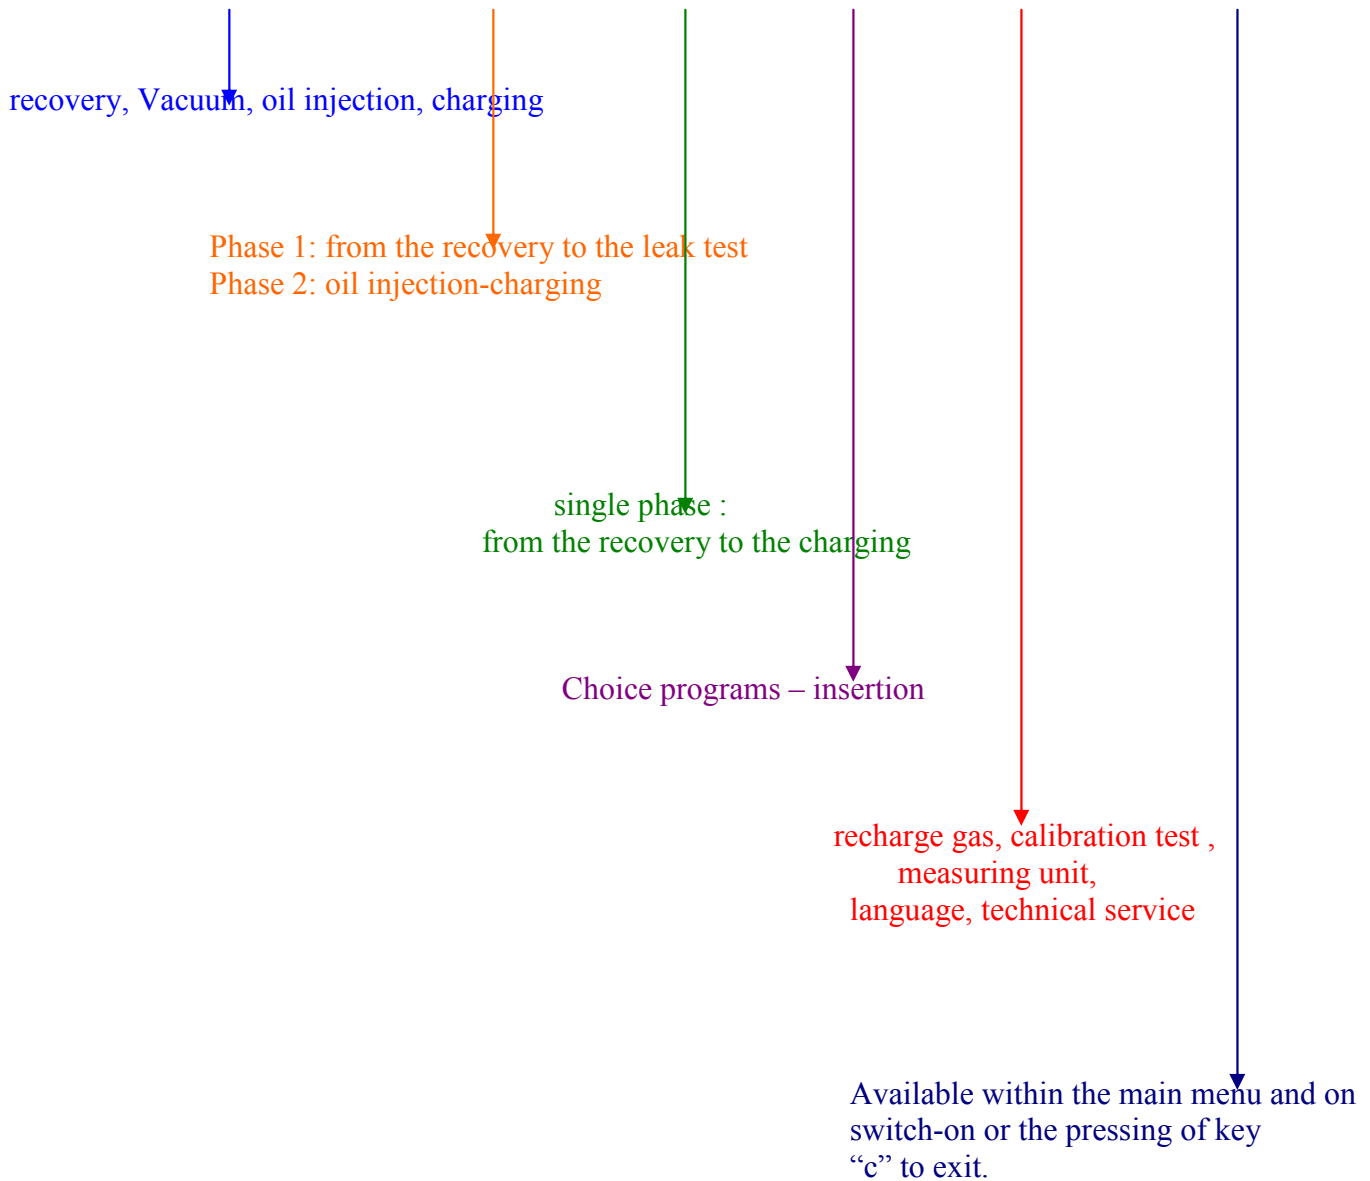 recovery, Vacuum, oil injection, charging
Phase 1: from the recovery to the leak test
Phase 2: oil injection-charging
single phase :
from the recovery to the charging
Choice programs – insertion
recharge gas, calibration test ,
measuring unit,
language, technical service
Available within the main menu and on
switch-on or the pressing of key
“c” to exit.